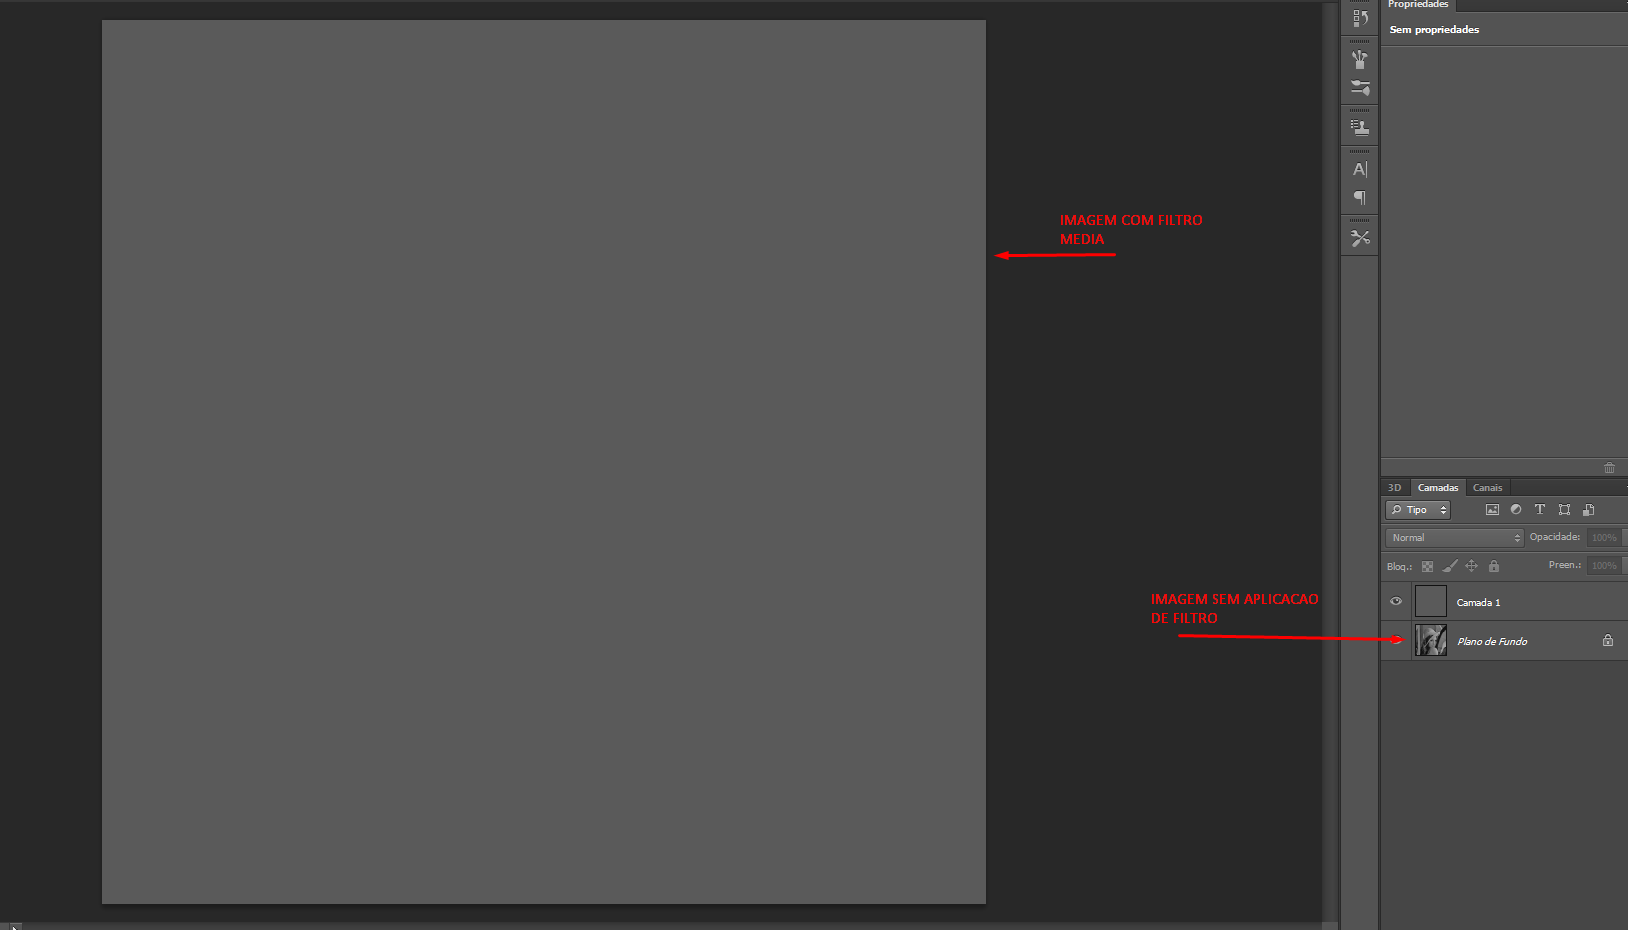 Propriedades
Sem propriedades
IMAGEM COM FILTRO
MEDIA
3D Camadas Canais
Tipo
Normal Opacidade: 100%
Bloq.: Preen.: 100%
Camada 1
IMAGEM SEM APLICACAO
DE FILTRO
Plano de Fundo